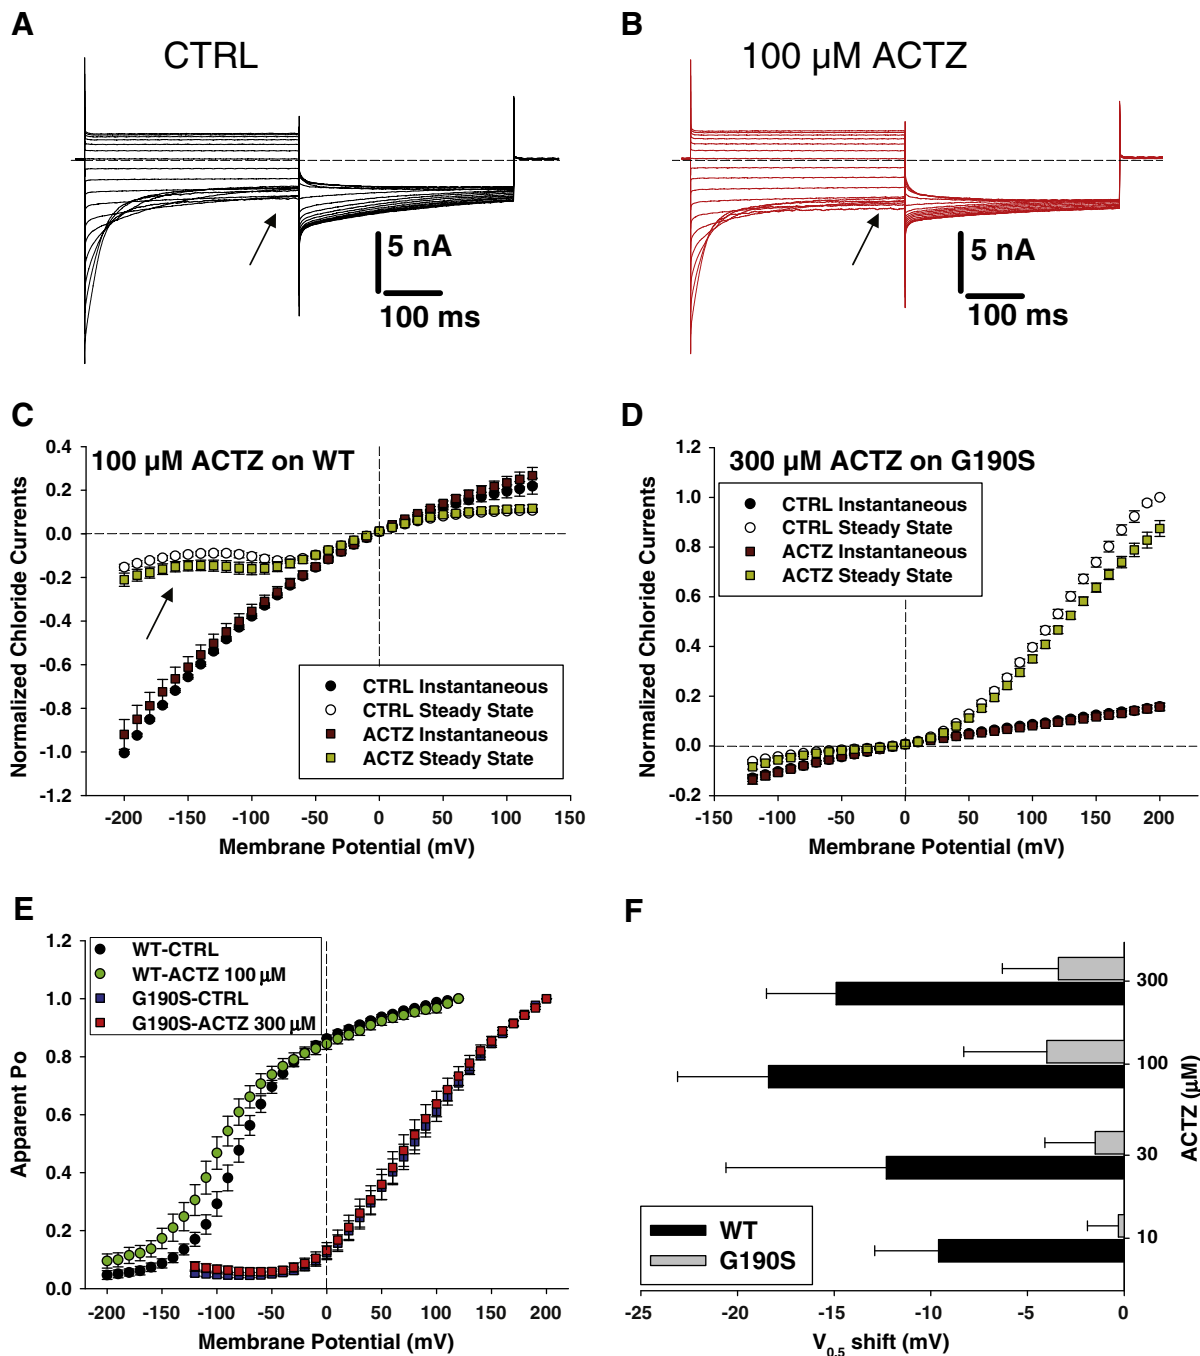 A
CTRL
5 nA
100 ms
B
100 µM ACTZ
5 nA
100 ms
C
100 µM ACTZ on WT
Normalized Chloride Currents
0.4
0.2
0.0
-0.2
-0.4
-0.6
-0.8
-1.0
-1.2
CTRL Instantaneous
CTRL Steady State
ACTZ Instantaneous
ACTZ Steady State
-200 -150 -100 -50 0 50 100 150
Membrane Potential (mV)
D
300 µM ACTZ on G190S
Normalized Chloride Currents
1.2
1.0
0.8
0.6
0.4
0.2
0.0
-0.2
CTRL Instantaneous
CTRL Steady State
ACTZ Instantaneous
ACTZ Steady State
-150 -100 -50 0 50 100 150 200
Membrane Potential (mV)
E
Apparent Po
1.2
1.0
0.8
0.6
0.4
0.2
0.0
WT-CTRL
WT-ACTZ 100 µM
G190S-CTRL
G190S-ACTZ 300 µM
-200 -150 -100 -50 0 50 100 150 200
Membrane Potential (mV)
F
300
100
30
10
ACTZ (µM)
WT
G190S
-25 -20 -15 -10 -5 0
V0.5 shift (mV)